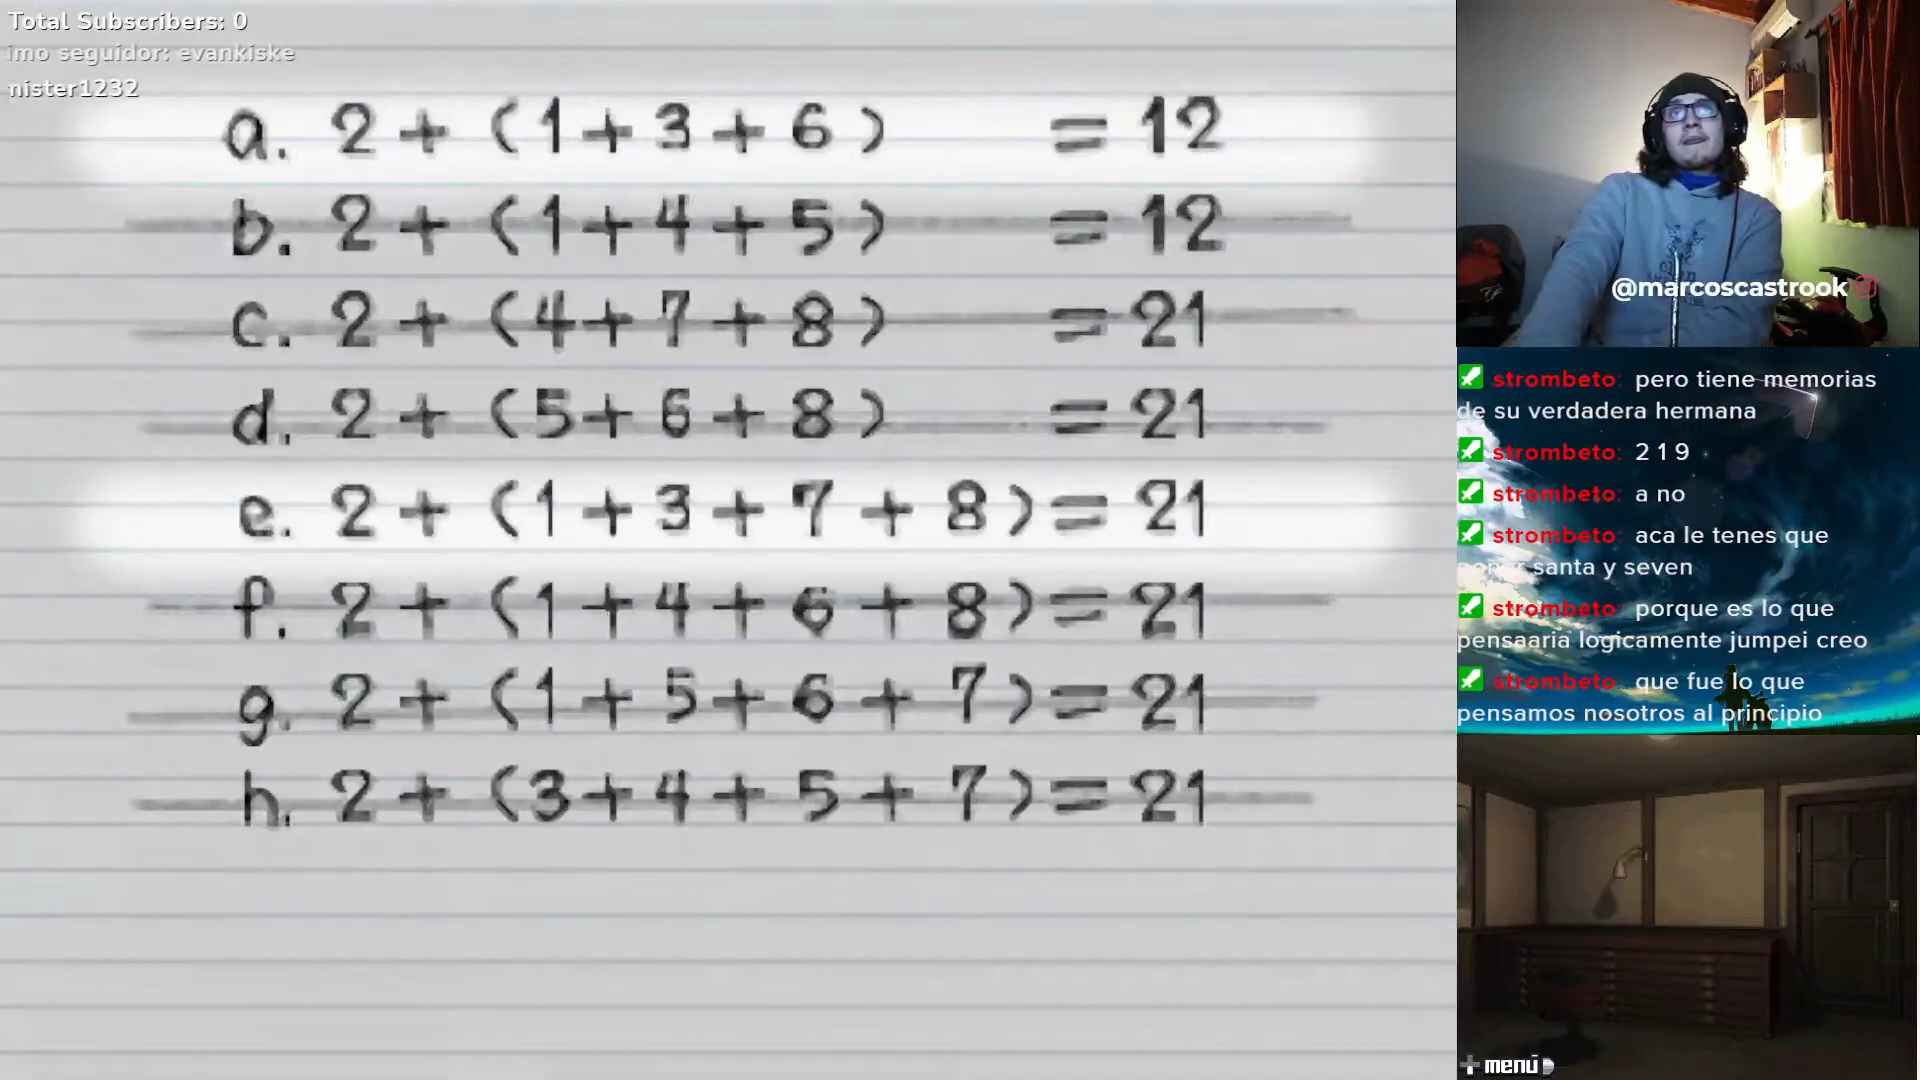 Total Subscribers: 0
imo seguidor: evankiske
nister1232
a. 2 + (1 + 3 + 6) = 12
b. 2 + (1 + 4 + 5) = 12
c. 2 + (4 + 7 + 8) = 21
d. 2 + (5 + 6 + 8) = 21
e. 2 + (1 + 3 + 7 + 8) = 21
f. 2 + (1 + 4 + 6 + 8) = 21
g. 2 + (1 + 5 + 6 + 7) = 21
h. 2 + (3 + 4 + 5 + 7) = 21
@marcoscastrook
strombeto: pero tiene memorias
de su verdadera hermana
strombeto: 2 1 9
strombeto: a no
strombeto: aca le tenes que
poner santa y seven
strombeto: porque es lo que
pensaaria logicamente jumpei creo
strombeto: que fue lo que
pensamos nosotros al principio
menú